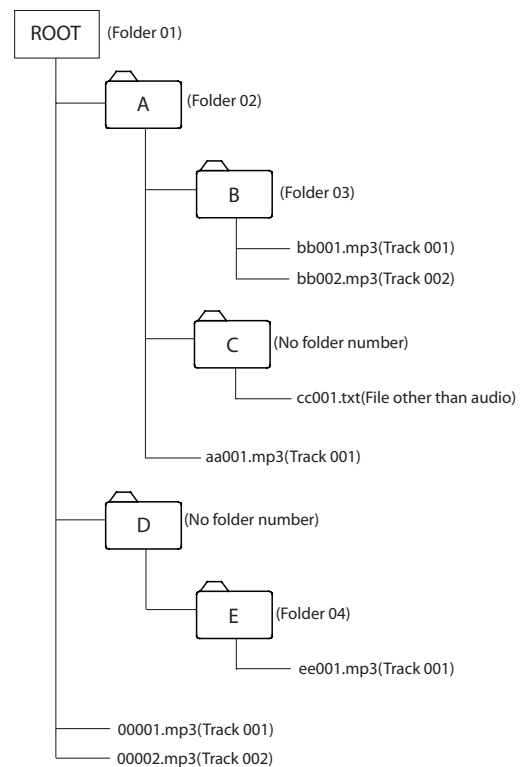 ROOT (Folder 01)
A (Folder 02)
B (Folder 03)
bb001.mp3(Track 001)
bb002.mp3(Track 002)
C (No folder number)
cc001.txt(File other than audio)
aa001.mp3(Track 001)
D (No folder number)
E (Folder 04)
ee001.mp3(Track 001)
00001.mp3(Track 001)
00002.mp3(Track 002)